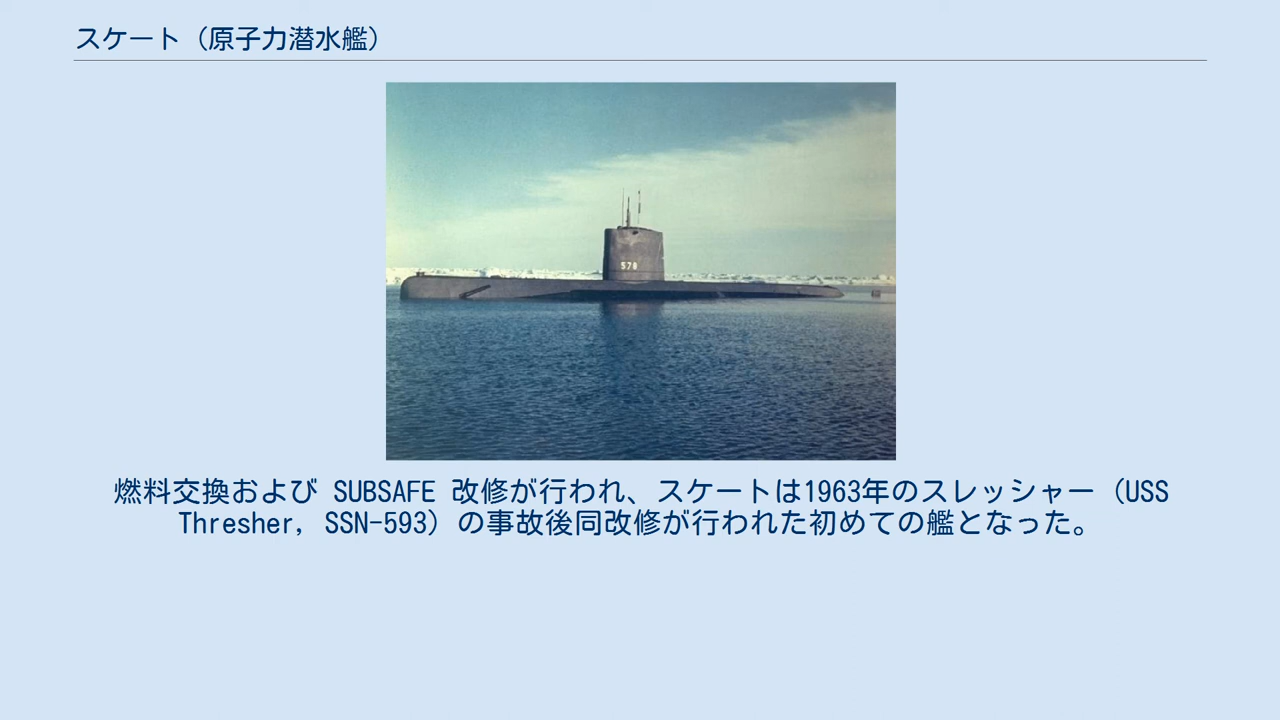 スケート（原子力潜水艦）
578
燃料交換および SUBSAFE 改修が行われ、スケートは1963年のスレッシャー（USS
Thresher, SSN-593）の事故後同改修が行われた初めての艦となった。